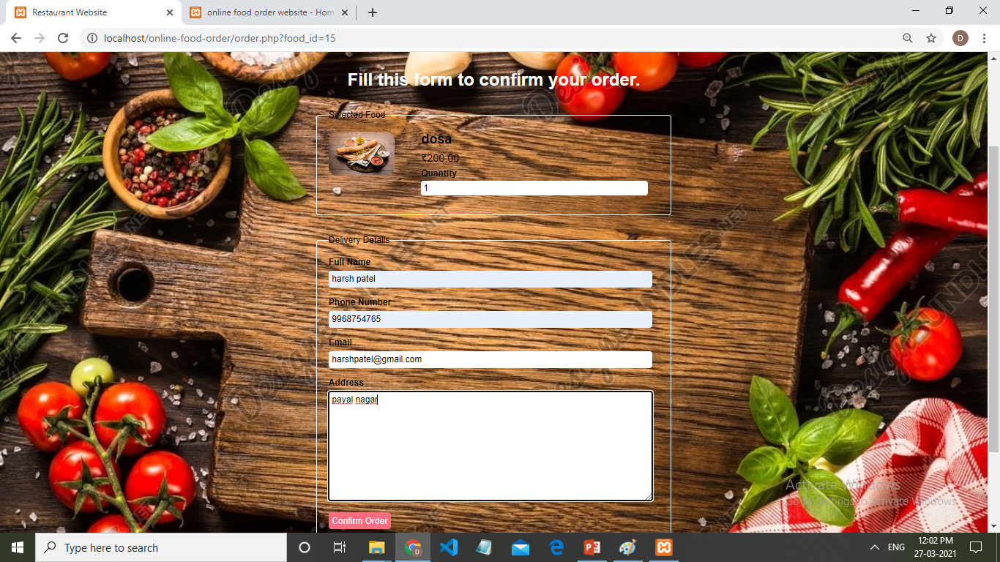 Restaurant Website
online food order website - Hom
localhost/online-food-order/order.php?food_id=15
D
Fill this form to confirm your order.
Selected Food
dosa
₹200.00
Quantity
1
Delivery Details
Full Name
harsh patel
Phone Number
9968754765
Email
harshpatel@gmail.com
Address
payal nagar
Confirm Order
Activate Windows
Go to Settings to activate Windows.
Type here to search
D
ENG
12:02 PM
27-03-2021